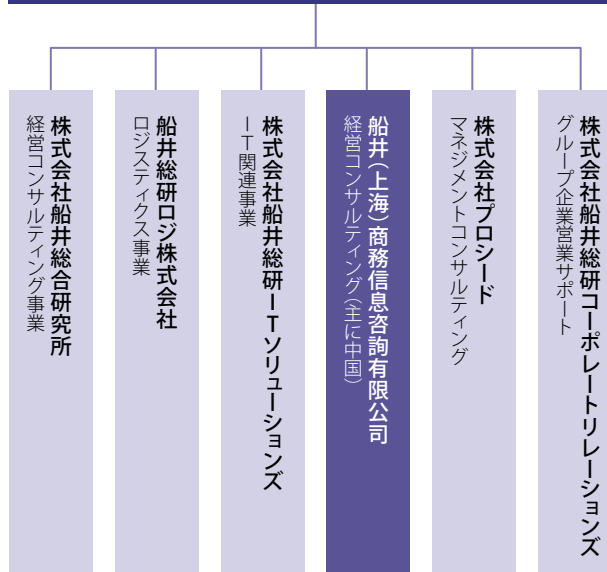 株式会社船井総合研究所
経営コンサルティング事業
船井総研ロジ株式会社
ロジスティクス事業
株式会社船井総研ITソリューションズ
IT関連事業
船井(上海)商務信息咨詢有限公司
経営コンサルティング(主に中国)
株式会社プロシード
マネジメントコンサルティング
株式会社船井総研コーポレートリレーションズ
グループ企業営業サポート